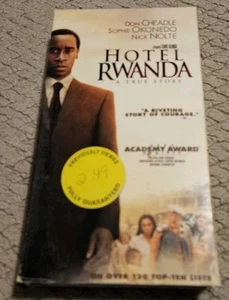 DON CHEADLE
SOPHIE OKONEDO
NICK NOLTE
HOTEL
RWANDA
A TRUE STORY
"A RIVETING
STORY OF COURAGE."
ACADEMY AWARD
PREVIOUSLY VIEWED
2.49
FULLY GUARANTEED
ON OVER 120 TOP-TEN LISTS